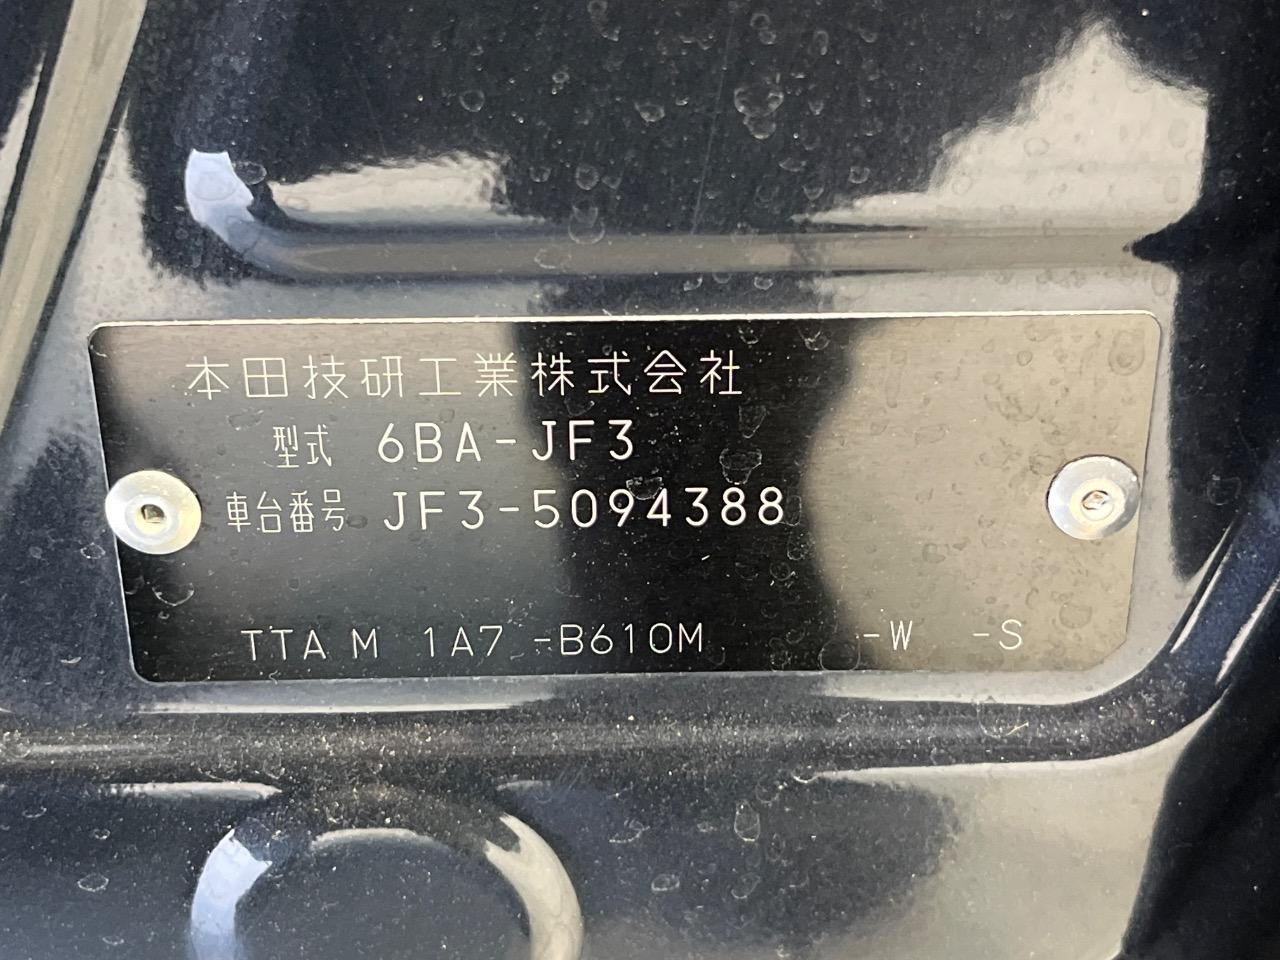 本田技研工業株式会社
型式 6BA-JF3
車台番号 JF3-5094388
TTA M 1A7 -B610M -W -S